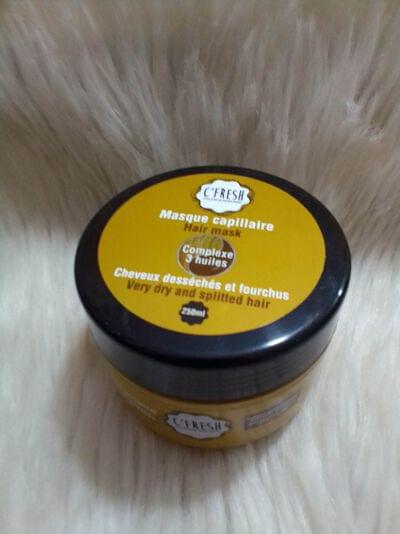 C'FRESH
Masque capillaire
Hair mask
Complexe
3 huiles
Cheveux desséchés et fourchus
Very dry and splitted hair
250ml
C'FRESH